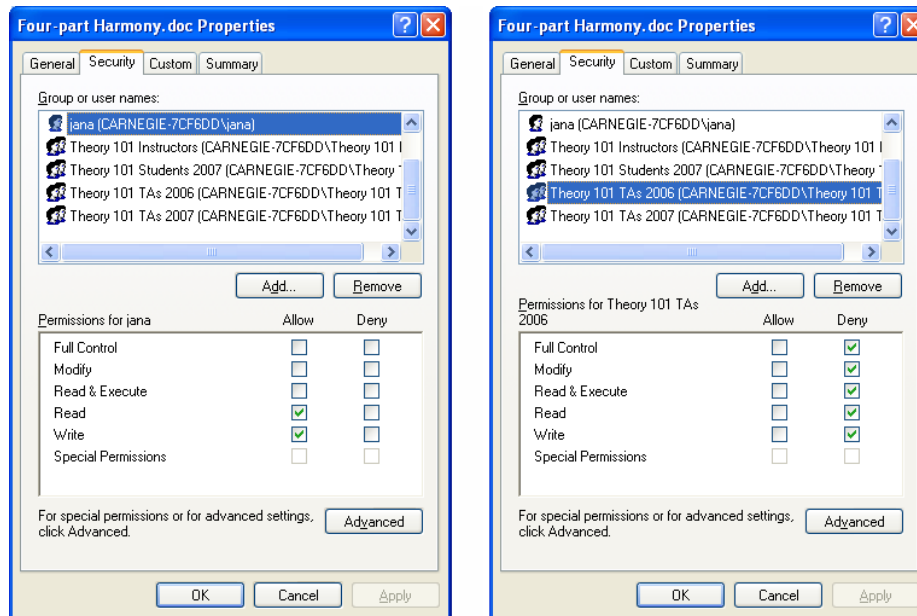 Four-part Harmony.doc Properties
General Security Custom Summary
Group or user names:
jana (CARNEGIE-7CF6DD\jana)
Theory 101 Instructors (CARNEGIE-7CF6DD\Theory 101 I
Theory 101 Students 2007 (CARNEGIE-7CF6DD\Theory
Theory 101 TAs 2006 (CARNEGIE-7CF6DD\Theory 101 T
Theory 101 TAs 2007 (CARNEGIE-7CF6DD\Theory 101 T
Add... Remove
Permissions for jana Allow Deny
Full Control
Modify
Read & Execute
Read
Write
Special Permissions
For special permissions or for advanced settings,
click Advanced.
Advanced
OK Cancel Apply
Four-part Harmony.doc Properties
General Security Custom Summary
Group or user names:
jana (CARNEGIE-7CF6DD\jana)
Theory 101 Instructors (CARNEGIE-7CF6DD\Theory 101 I
Theory 101 Students 2007 (CARNEGIE-7CF6DD\Theory
Theory 101 TAs 2006 (CARNEGIE-7CF6DD\Theory 101 T
Theory 101 TAs 2007 (CARNEGIE-7CF6DD\Theory 101 T
Add... Remove
Permissions for Theory 101 TAs
2006 Allow Deny
Full Control
Modify
Read & Execute
Read
Write
Special Permissions
For special permissions or for advanced settings,
click Advanced.
Advanced
OK Cancel Apply